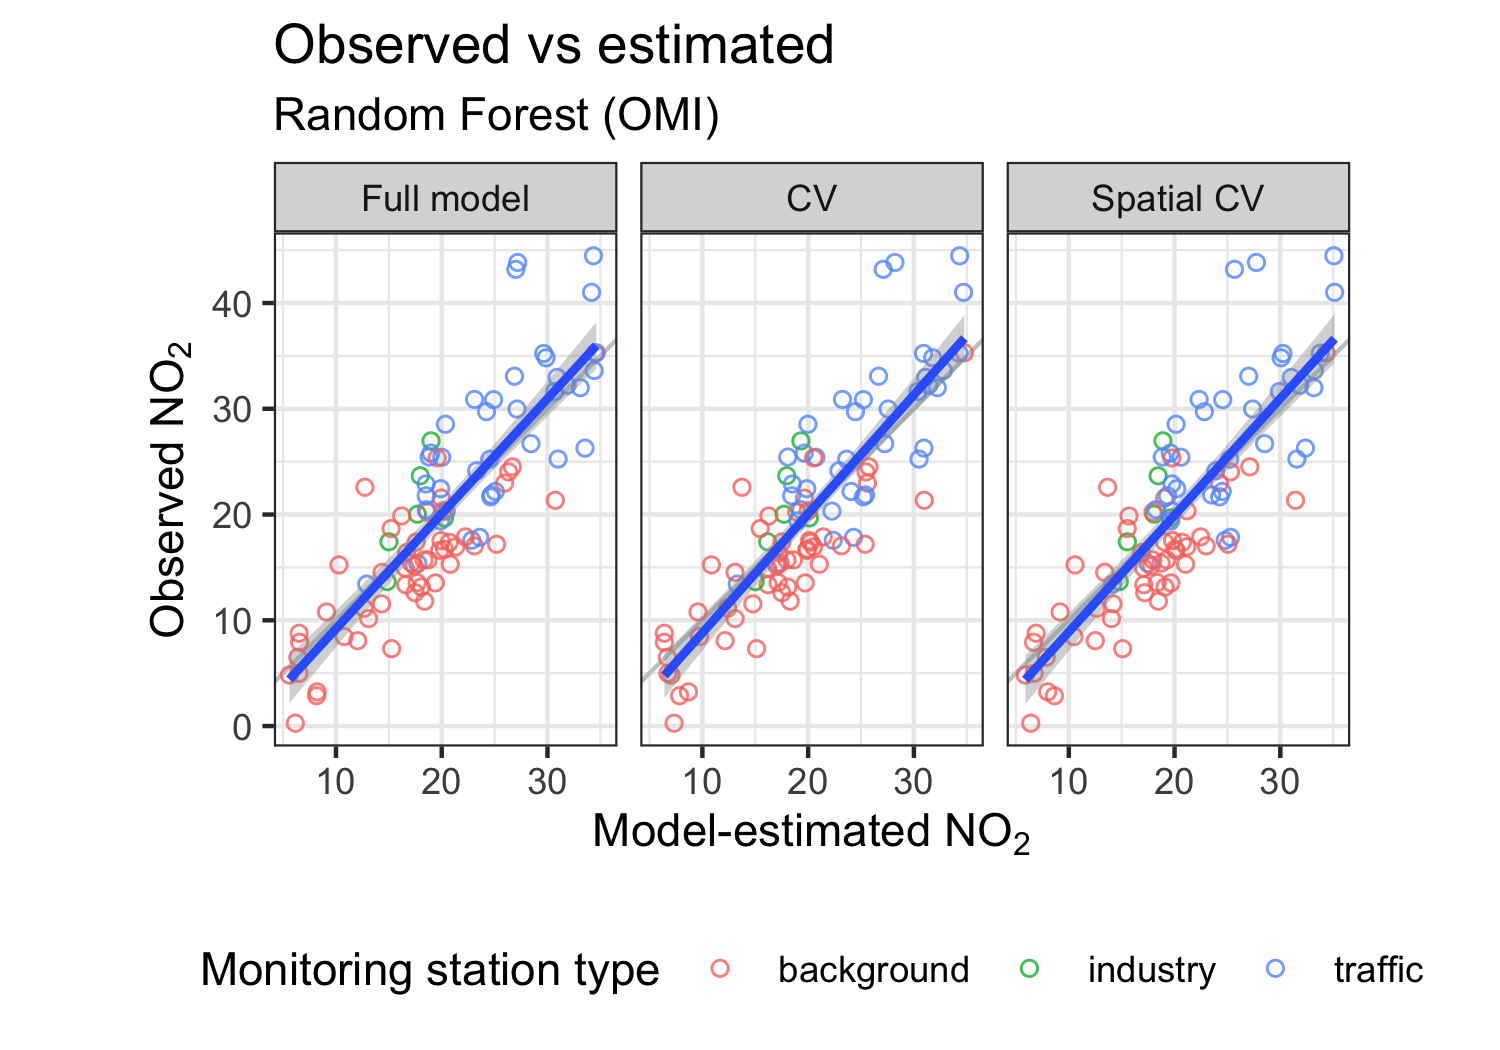 Observed vs estimated
Random Forest (OMI)
Full model CV Spatial CV
40
30
20
10
0
Observed NO₂
10 20 30 10 20 30 10 20 30
Model-estimated NO₂
Monitoring station type background industry traffic